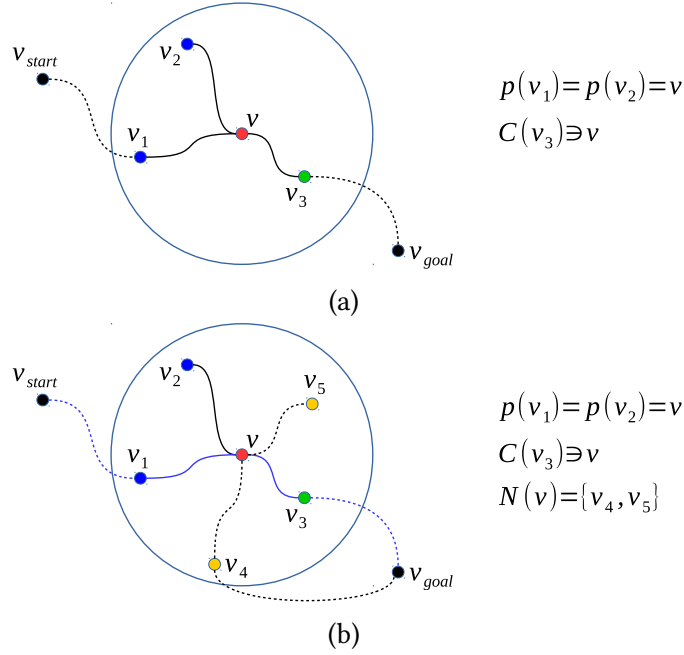 v_start
v_2
p(v_1)=p(v_2)=v
v_1
v
C(v_3)∋v
v_3
v_goal
(a)
v_start
v_2
v_5
p(v_1)=p(v_2)=v
v_1
v
C(v_3)∋v
v_3
N(v)={v_4,v_5}
v_4
v_goal
(b)